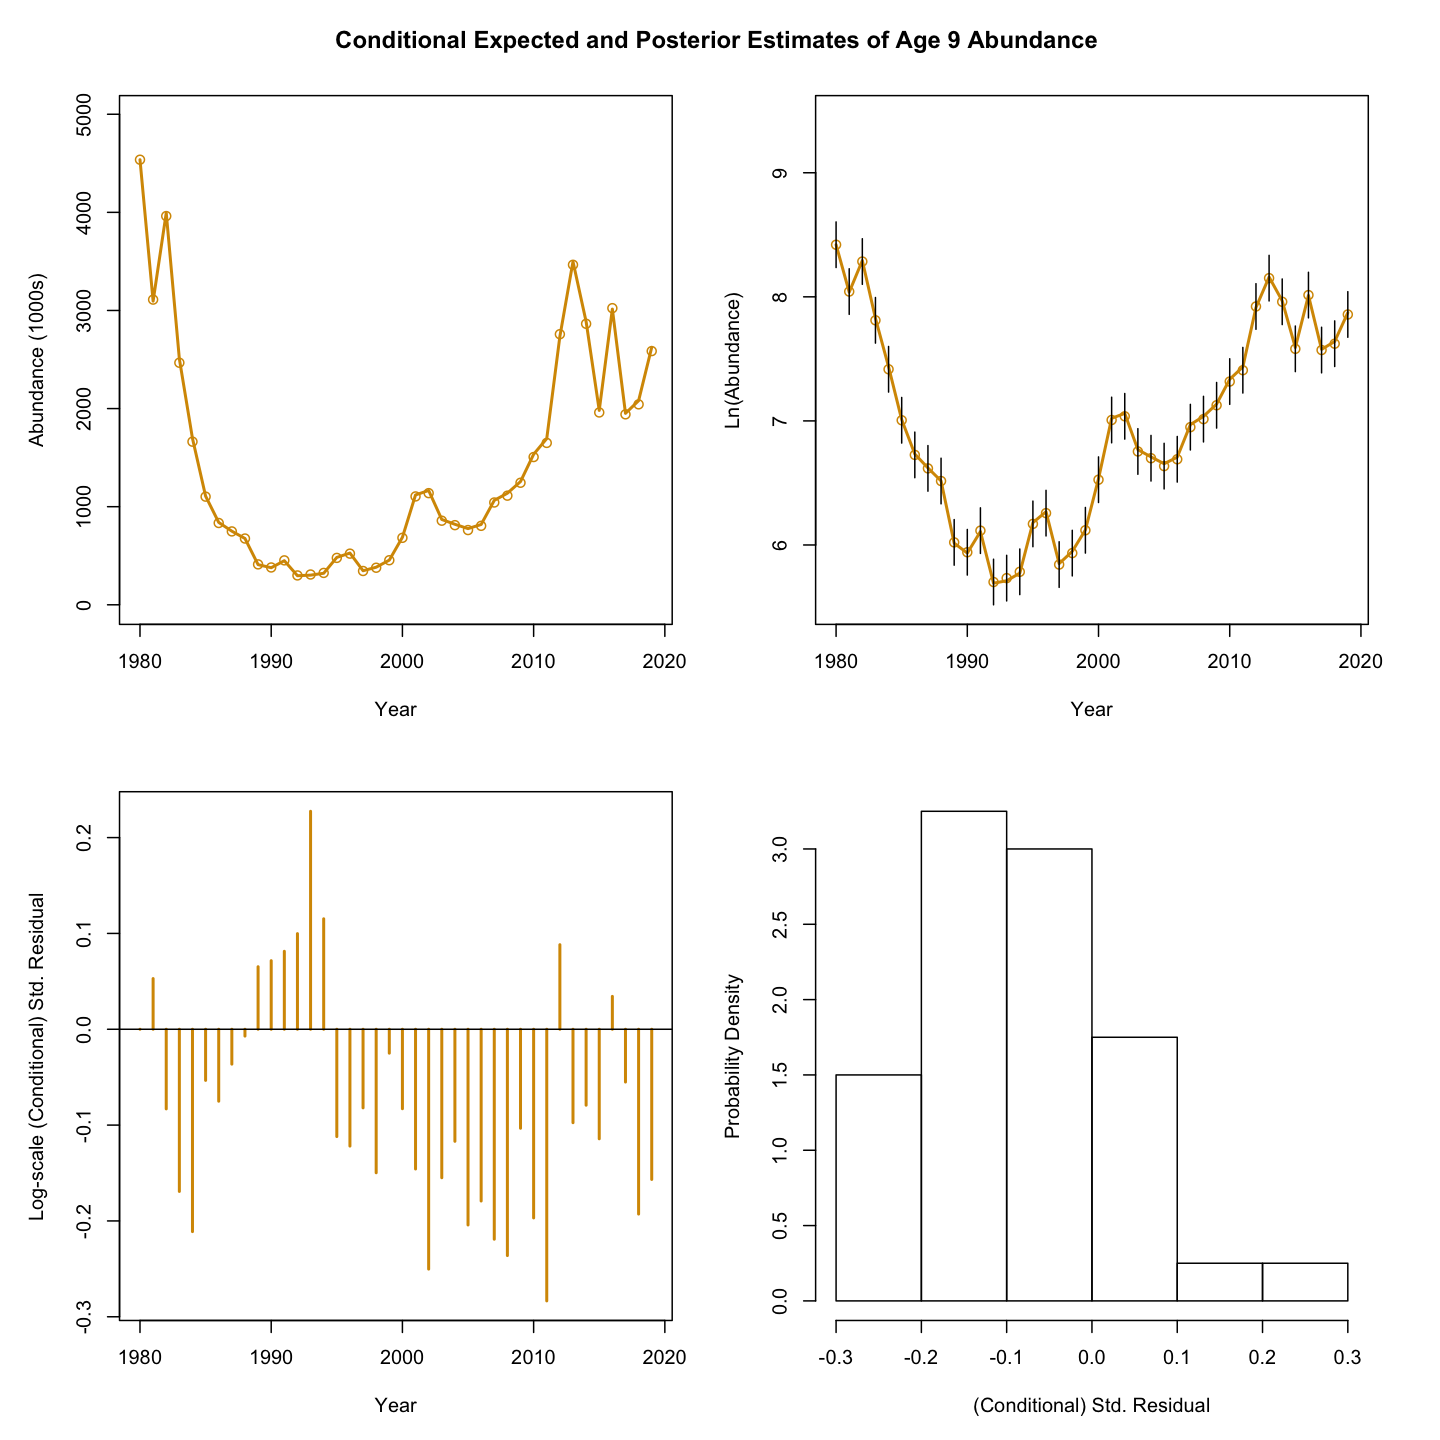 Conditional Expected and Posterior Estimates of Age 9 Abundance
Abundance (1000s)
5000
4000
3000
2000
1000
0
1980 1990 2000 2010 2020
Year
Ln(Abundance)
9
8
7
6
1980 1990 2000 2010 2020
Year
Log-scale (Conditional) Std. Residual
0.2
0.1
0.0
-0.1
-0.2
-0.3
1980 1990 2000 2010 2020
Year
Probability Density
3.0
2.5
2.0
1.5
1.0
0.5
0.0
-0.3 -0.2 -0.1 0.0 0.1 0.2 0.3
(Conditional) Std. Residual